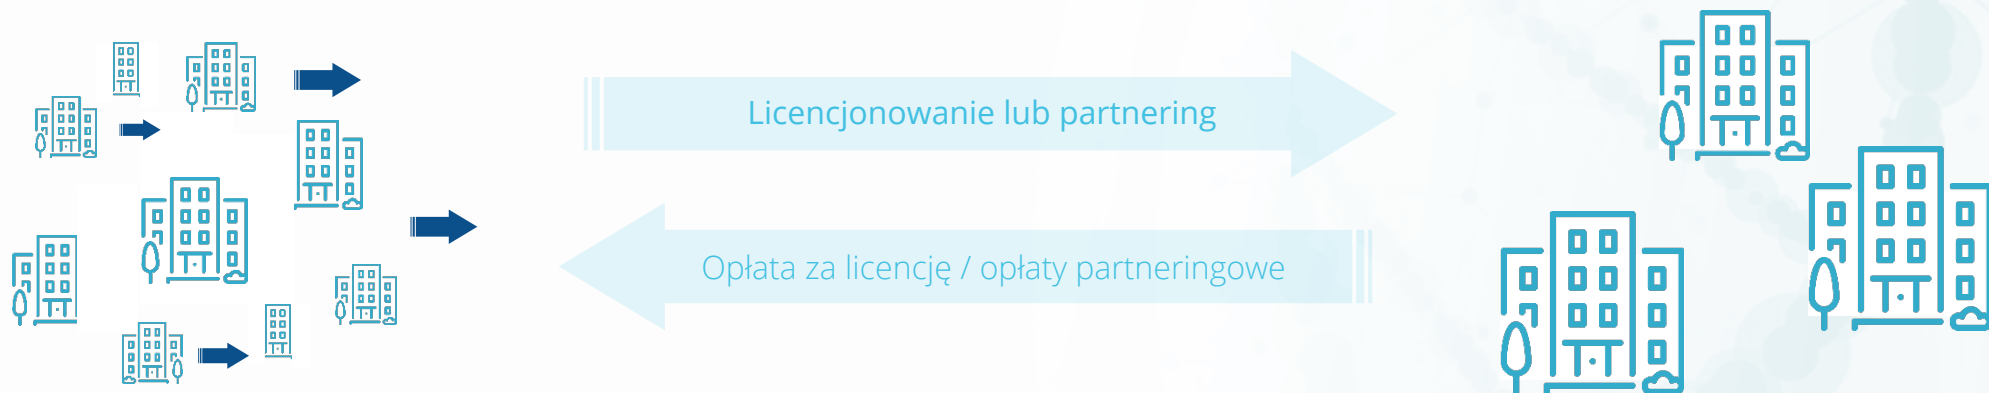 Licencjonowanie lub partnering
Opłata za licencję / opłaty partneringowe